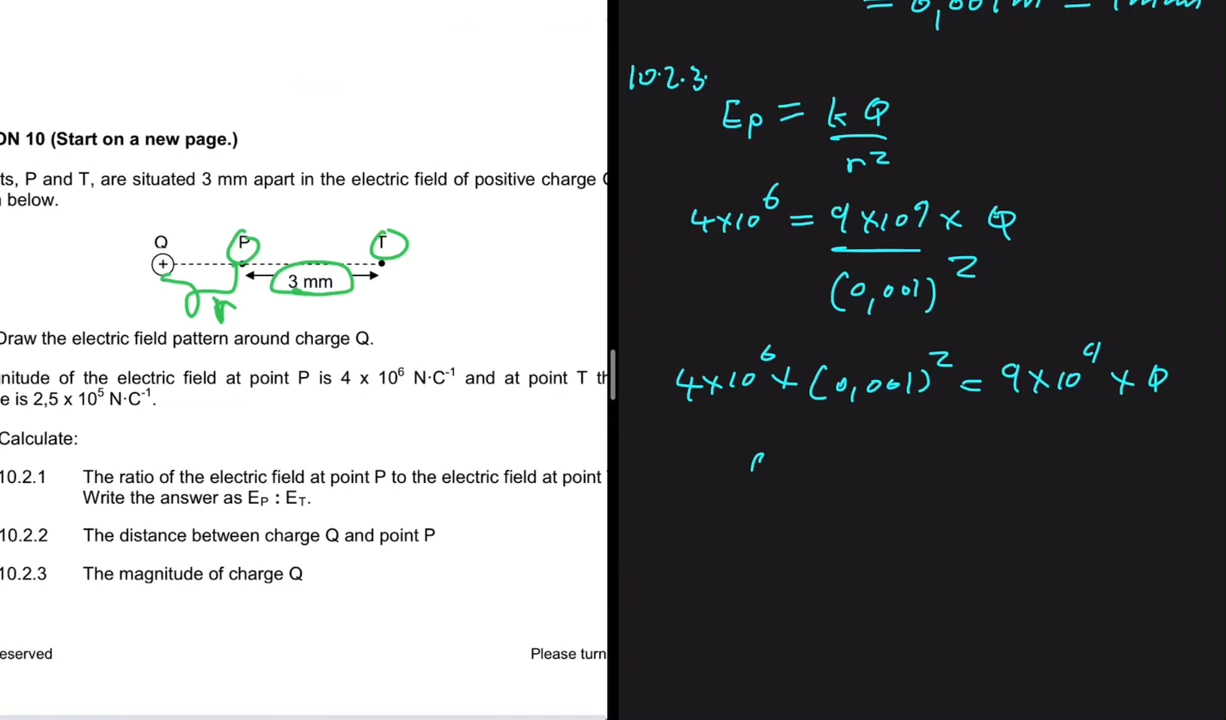 ON 10 (Start on a new page.)
ts, P and T, are situated 3 mm apart in the electric field of positive charge
below.
Q P T
+
3 mm
r
Draw the electric field pattern around charge Q.
nitude of the electric field at point P is 4 x 10⁶ N·C⁻¹ and at point T th
e is 2,5 x 10⁵ N·C⁻¹.
Calculate:
10.2.1 The ratio of the electric field at point P to the electric field at point
Write the answer as E_P : E_T.
10.2.2 The distance between charge Q and point P
10.2.3 The magnitude of charge Q
eserved
Please turn
= 0,001m = 1mm
10.2.3.
Ep = kQ
r²
4×10⁶ = 9×10⁹ × Q
(0,001)²
4×10⁶ × (0,001)² = 9×10⁹ × Q